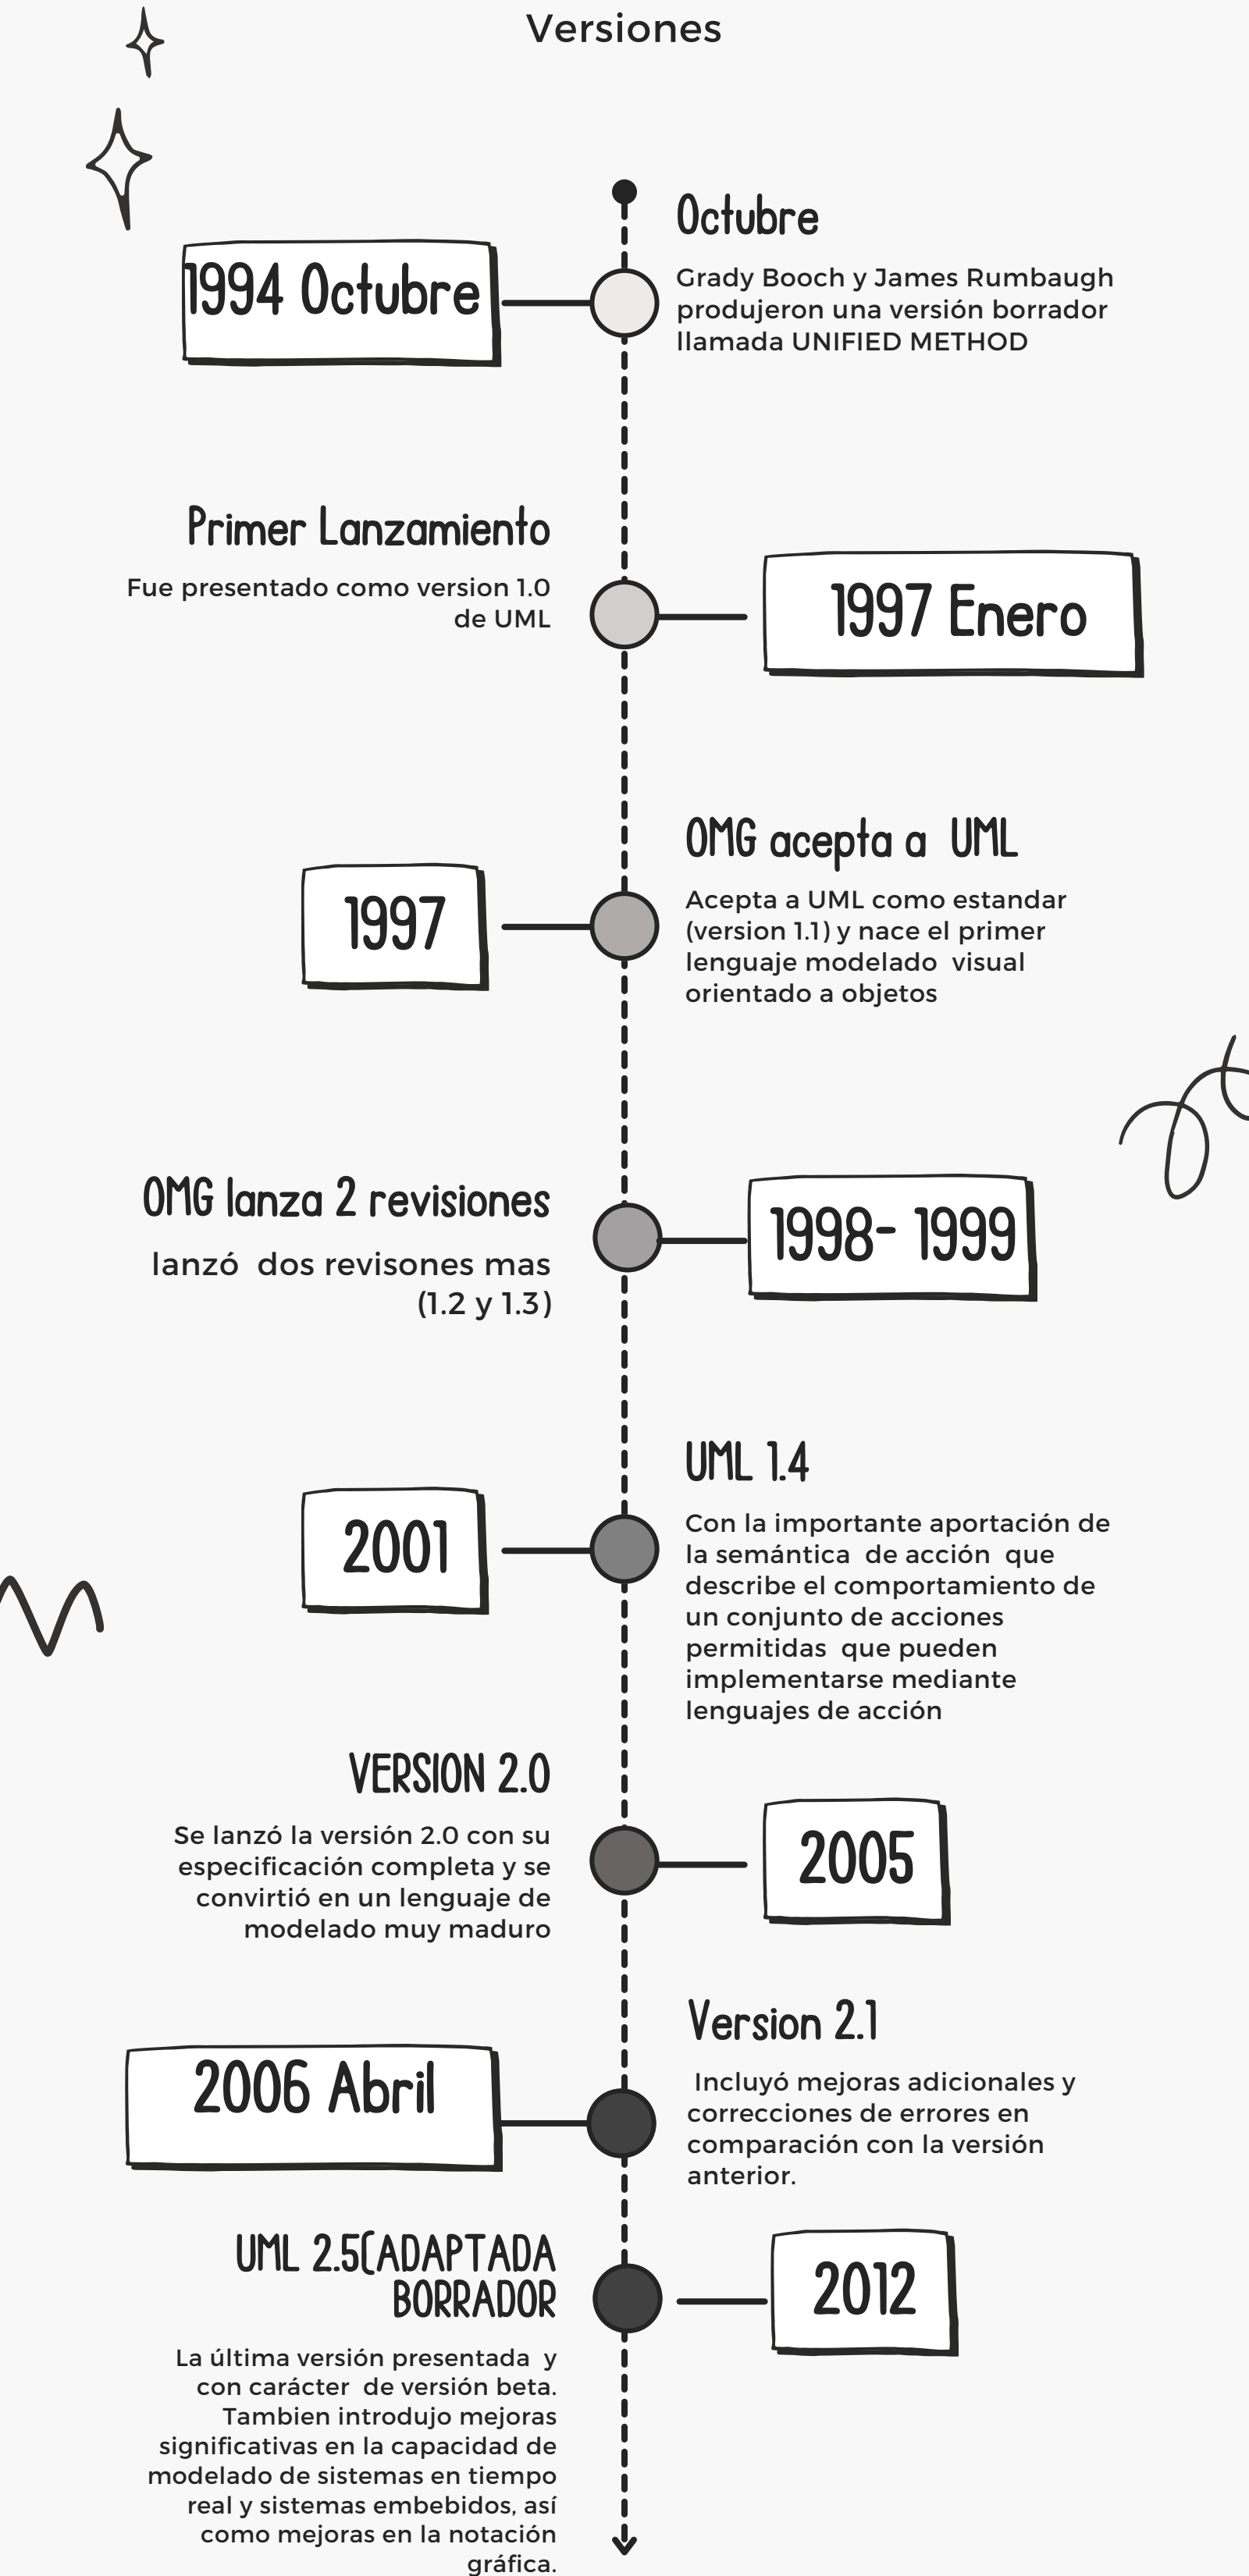 Versiones
1994 Octubre
Octubre
Grady Booch y James Rumbaugh
produjeron una versión borrador
llamada UNIFIED METHOD
Primer Lanzamiento
Fue presentado como version 1.0
de UML
1997 Enero
1997
OMG acepta a UML
Acepta a UML como estandar
(version 1.1) y nace el primer
lenguaje modelado visual
orientado a objetos
OMG lanza 2 revisiones
lanzó dos revisones mas
(1.2 y 1.3)
1998- 1999
2001
UML 1.4
Con la importante aportación de
la semántica de acción que
describe el comportamiento de
un conjunto de acciones
permitidas que pueden
implementarse mediante
lenguajes de acción
VERSION 2.0
Se lanzó la versión 2.0 con su
especificación completa y se
convirtió en un lenguaje de
modelado muy maduro
2005
2006 Abril
Version 2.1
Incluyó mejoras adicionales y
correcciones de errores en
comparación con la versión
anterior.
UML 2.5(ADAPTADA
BORRADOR
La última versión presentada y
con carácter de versión beta.
Tambien introdujo mejoras
significativas en la capacidad de
modelado de sistemas en tiempo
real y sistemas embebidos, así
como mejoras en la notación
gráfica.
2012